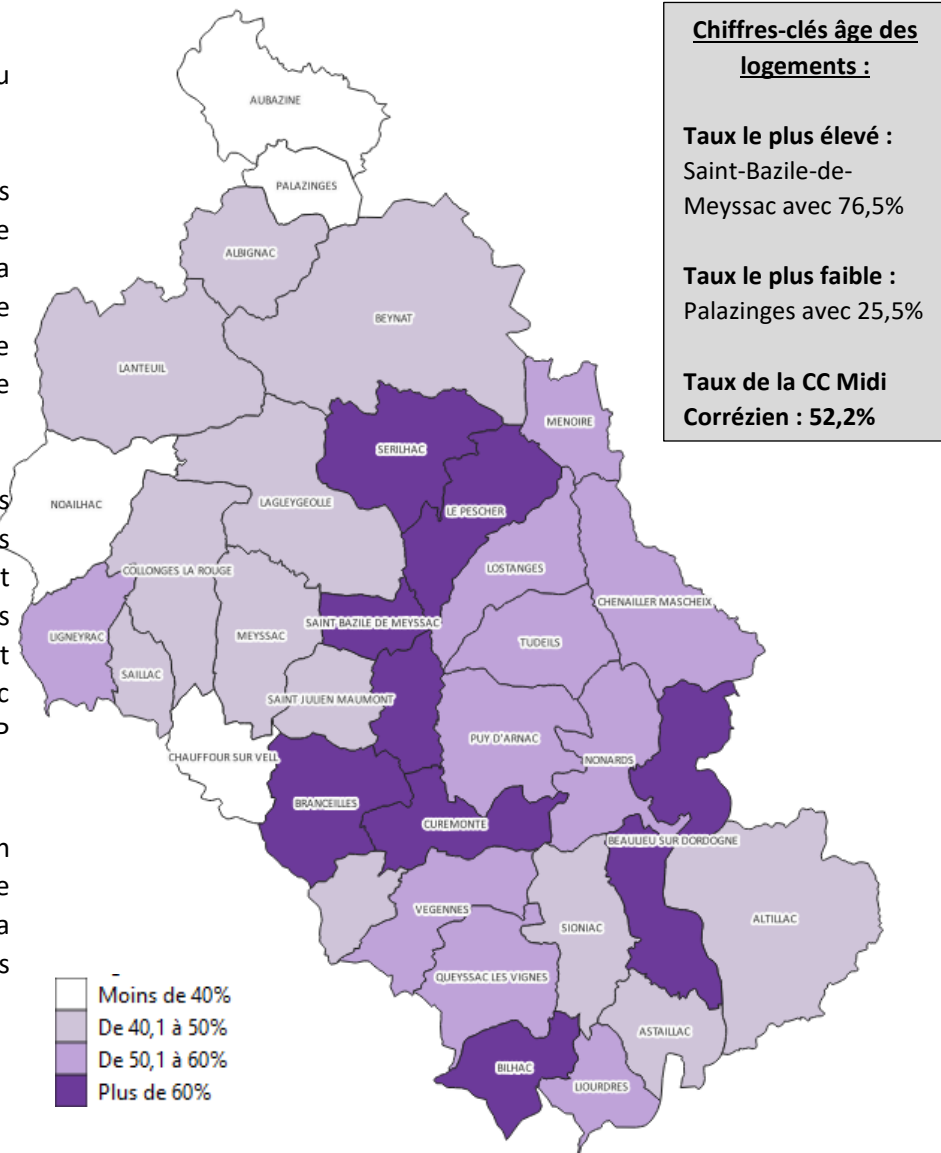 u
s
e
a
e
e
e
s
s
t
s
t
c
P
n
e
a
s
Chiffres-clés âge des
logements :
Taux le plus élevé :
Saint-Bazile-de-
Meyssac avec 76,5%
Taux le plus faible :
Palazinges avec 25,5%
Taux de la CC Midi
Corrézien : 52,2%
AUBAZINE
PALAZINGES
ALBIGNAC
BEYNAT
LANTEUIL
MENOIRE
SERILHAC
NOAILHAC
LAGLEYGEOLLE
LE PESCHER
COLLONGES LA ROUGE
LOSTANGES
CHENAILLER MASCHEIX
SAINT BAZILE DE MEYSSAC
LIGNEYRAC
MEYSSAC
TUDEILS
SAILLAC
SAINT JULIEN MAUMONT
PUY D'ARNAC
CHAUFFOUR SUR VELL
NONARDS
BRANCEILLES
CUREMONTE
BEAULIEU SUR DORDOGNE
VEGENNES
ALTILLAC
SIONIAC
QUEYSSAC LES VIGNES
ASTAILLAC
BILHAC
LIOURDRES
Moins de 40%
De 40,1 à 50%
De 50,1 à 60%
Plus de 60%